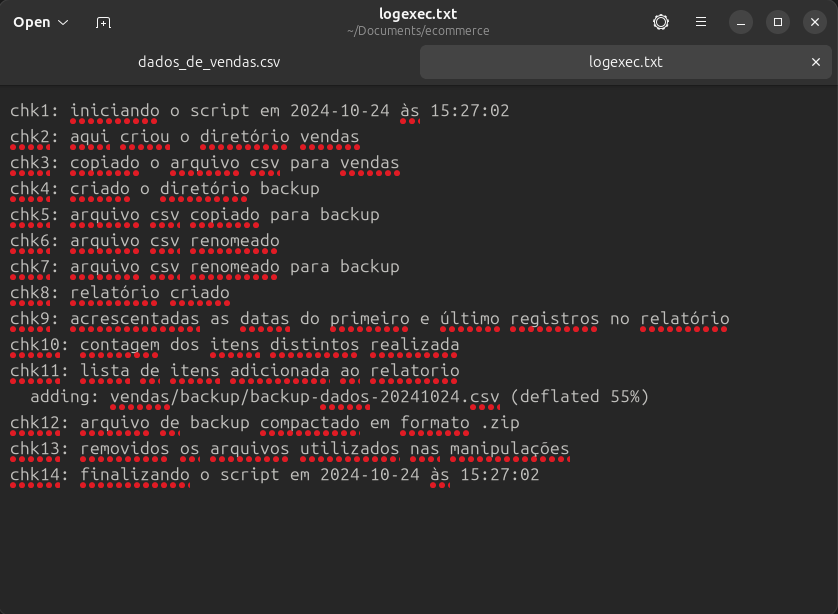 Open
logexec.txt
~/Documents/ecommerce
dados_de_vendas.csv
logexec.txt
chk1: iniciando o script em 2024-10-24 às 15:27:02
chk2: aqui criou o diretório vendas
chk3: copiado o arquivo csv para vendas
chk4: criado o diretório backup
chk5: arquivo csv copiado para backup
chk6: arquivo csv renomeado
chk7: arquivo csv renomeado para backup
chk8: relatório criado
chk9: acrescentadas as datas do primeiro e último registros no relatório
chk10: contagem dos itens distintos realizada
chk11: lista de itens adicionada ao relatorio
  adding: vendas/backup/backup-dados-20241024.csv (deflated 55%)
chk12: arquivo de backup compactado em formato .zip
chk13: removidos os arquivos utilizados nas manipulações
chk14: finalizando o script em 2024-10-24 às 15:27:02